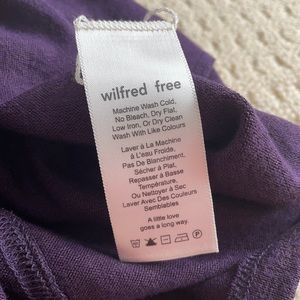 wilfred free
Machine Wash Cold,
No Bleach, Dry Flat,
Low Iron, Or Dry Clean
Wash With Like Colours
Laver À La Machine
à L'eau Froide,
Pas De Blanchiment,
Sécher à Plat,
Repasser à Basse
Température,
Ou Nettoyer à Sec
Laver Avec Des Couleurs
Semblables
A little love
goes a long way.
P